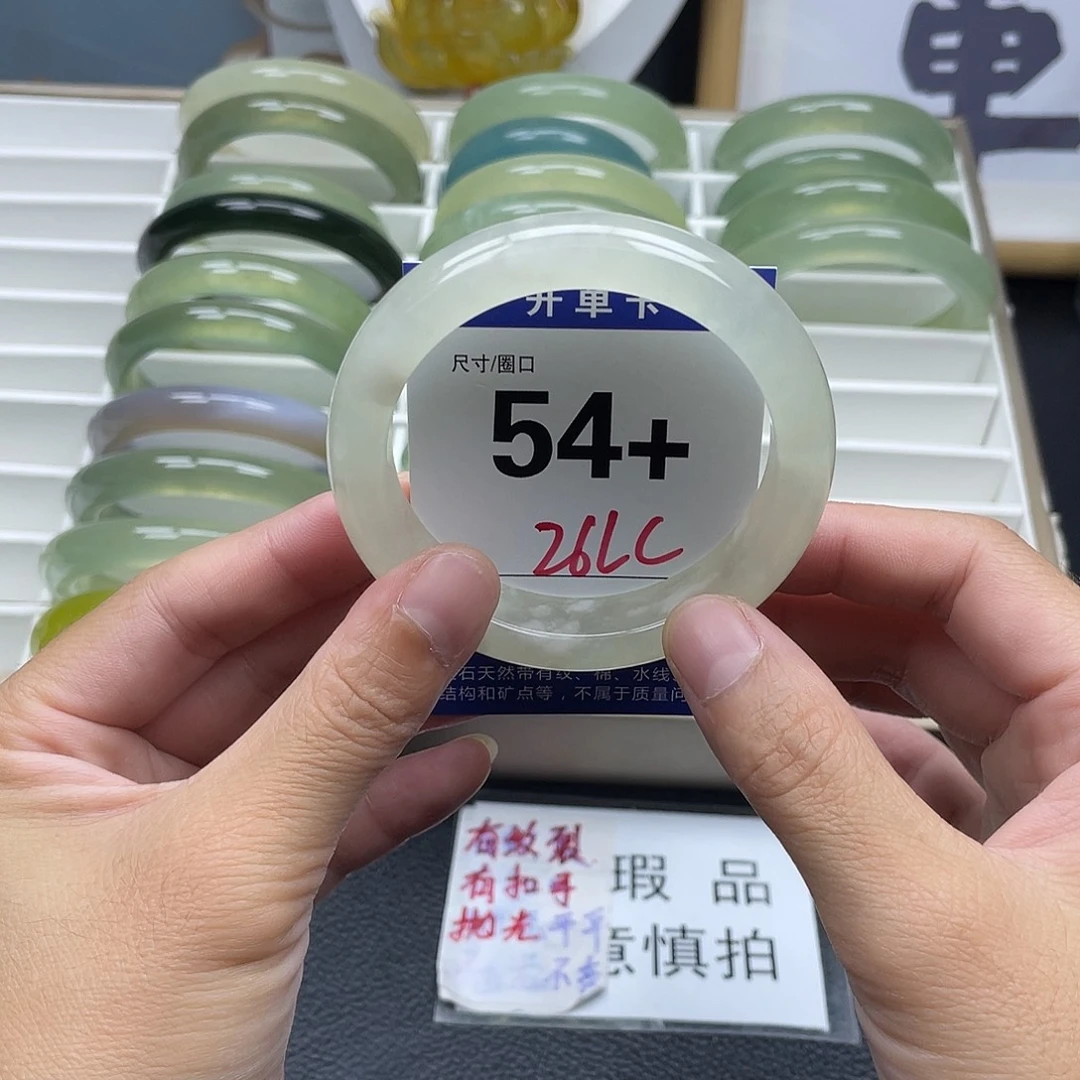 开单卡
尺寸/圈口
54+
26LC
石天然带有纹、棉、水线
结构和矿点等，不属于质量问
有纹裂
有扣手
抛光
瑕品
慎拍